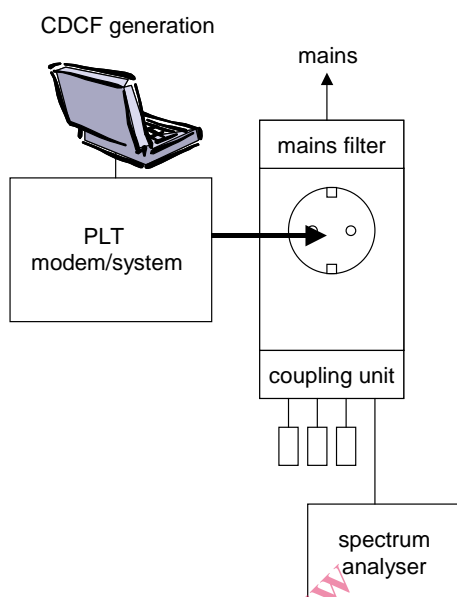 CDCF generation
mains
mains filter
PLT
modem/system
coupling unit
spectrum
analyser